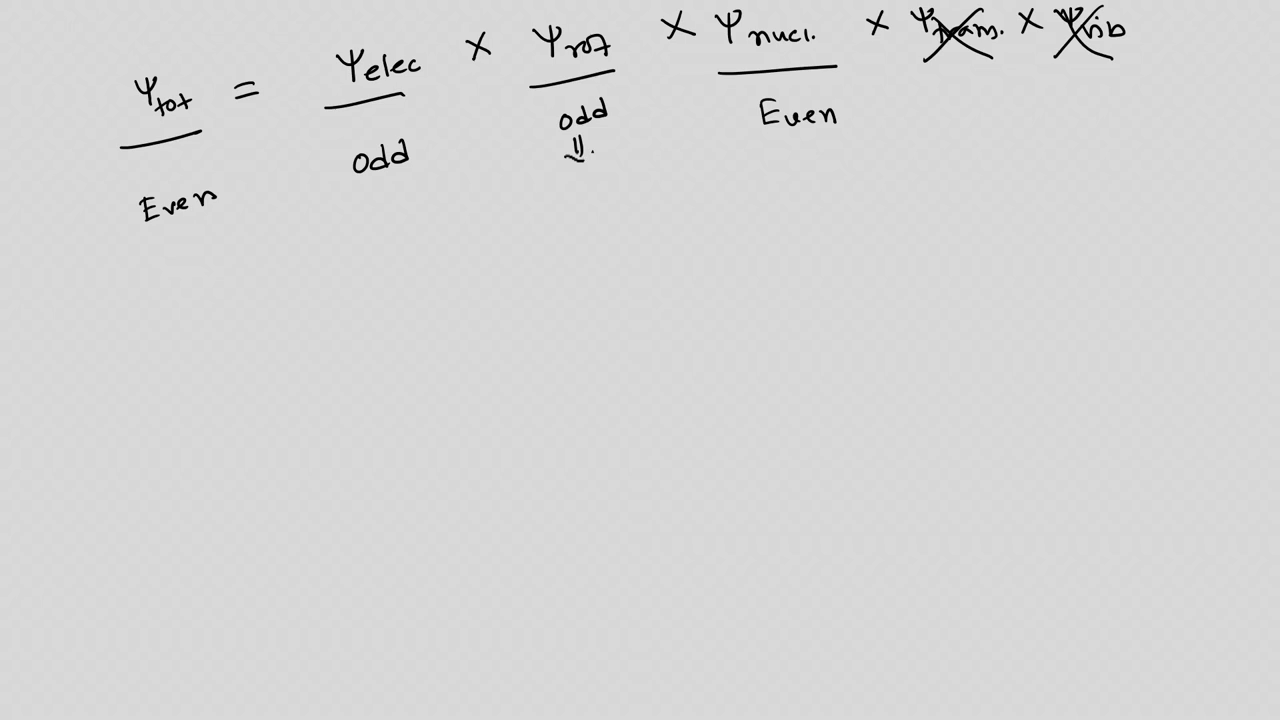 Ψtot = Ψelec × Ψrot × Ψnucl. × Ψtrans. × Ψvib
Even odd odd Even
⇓.